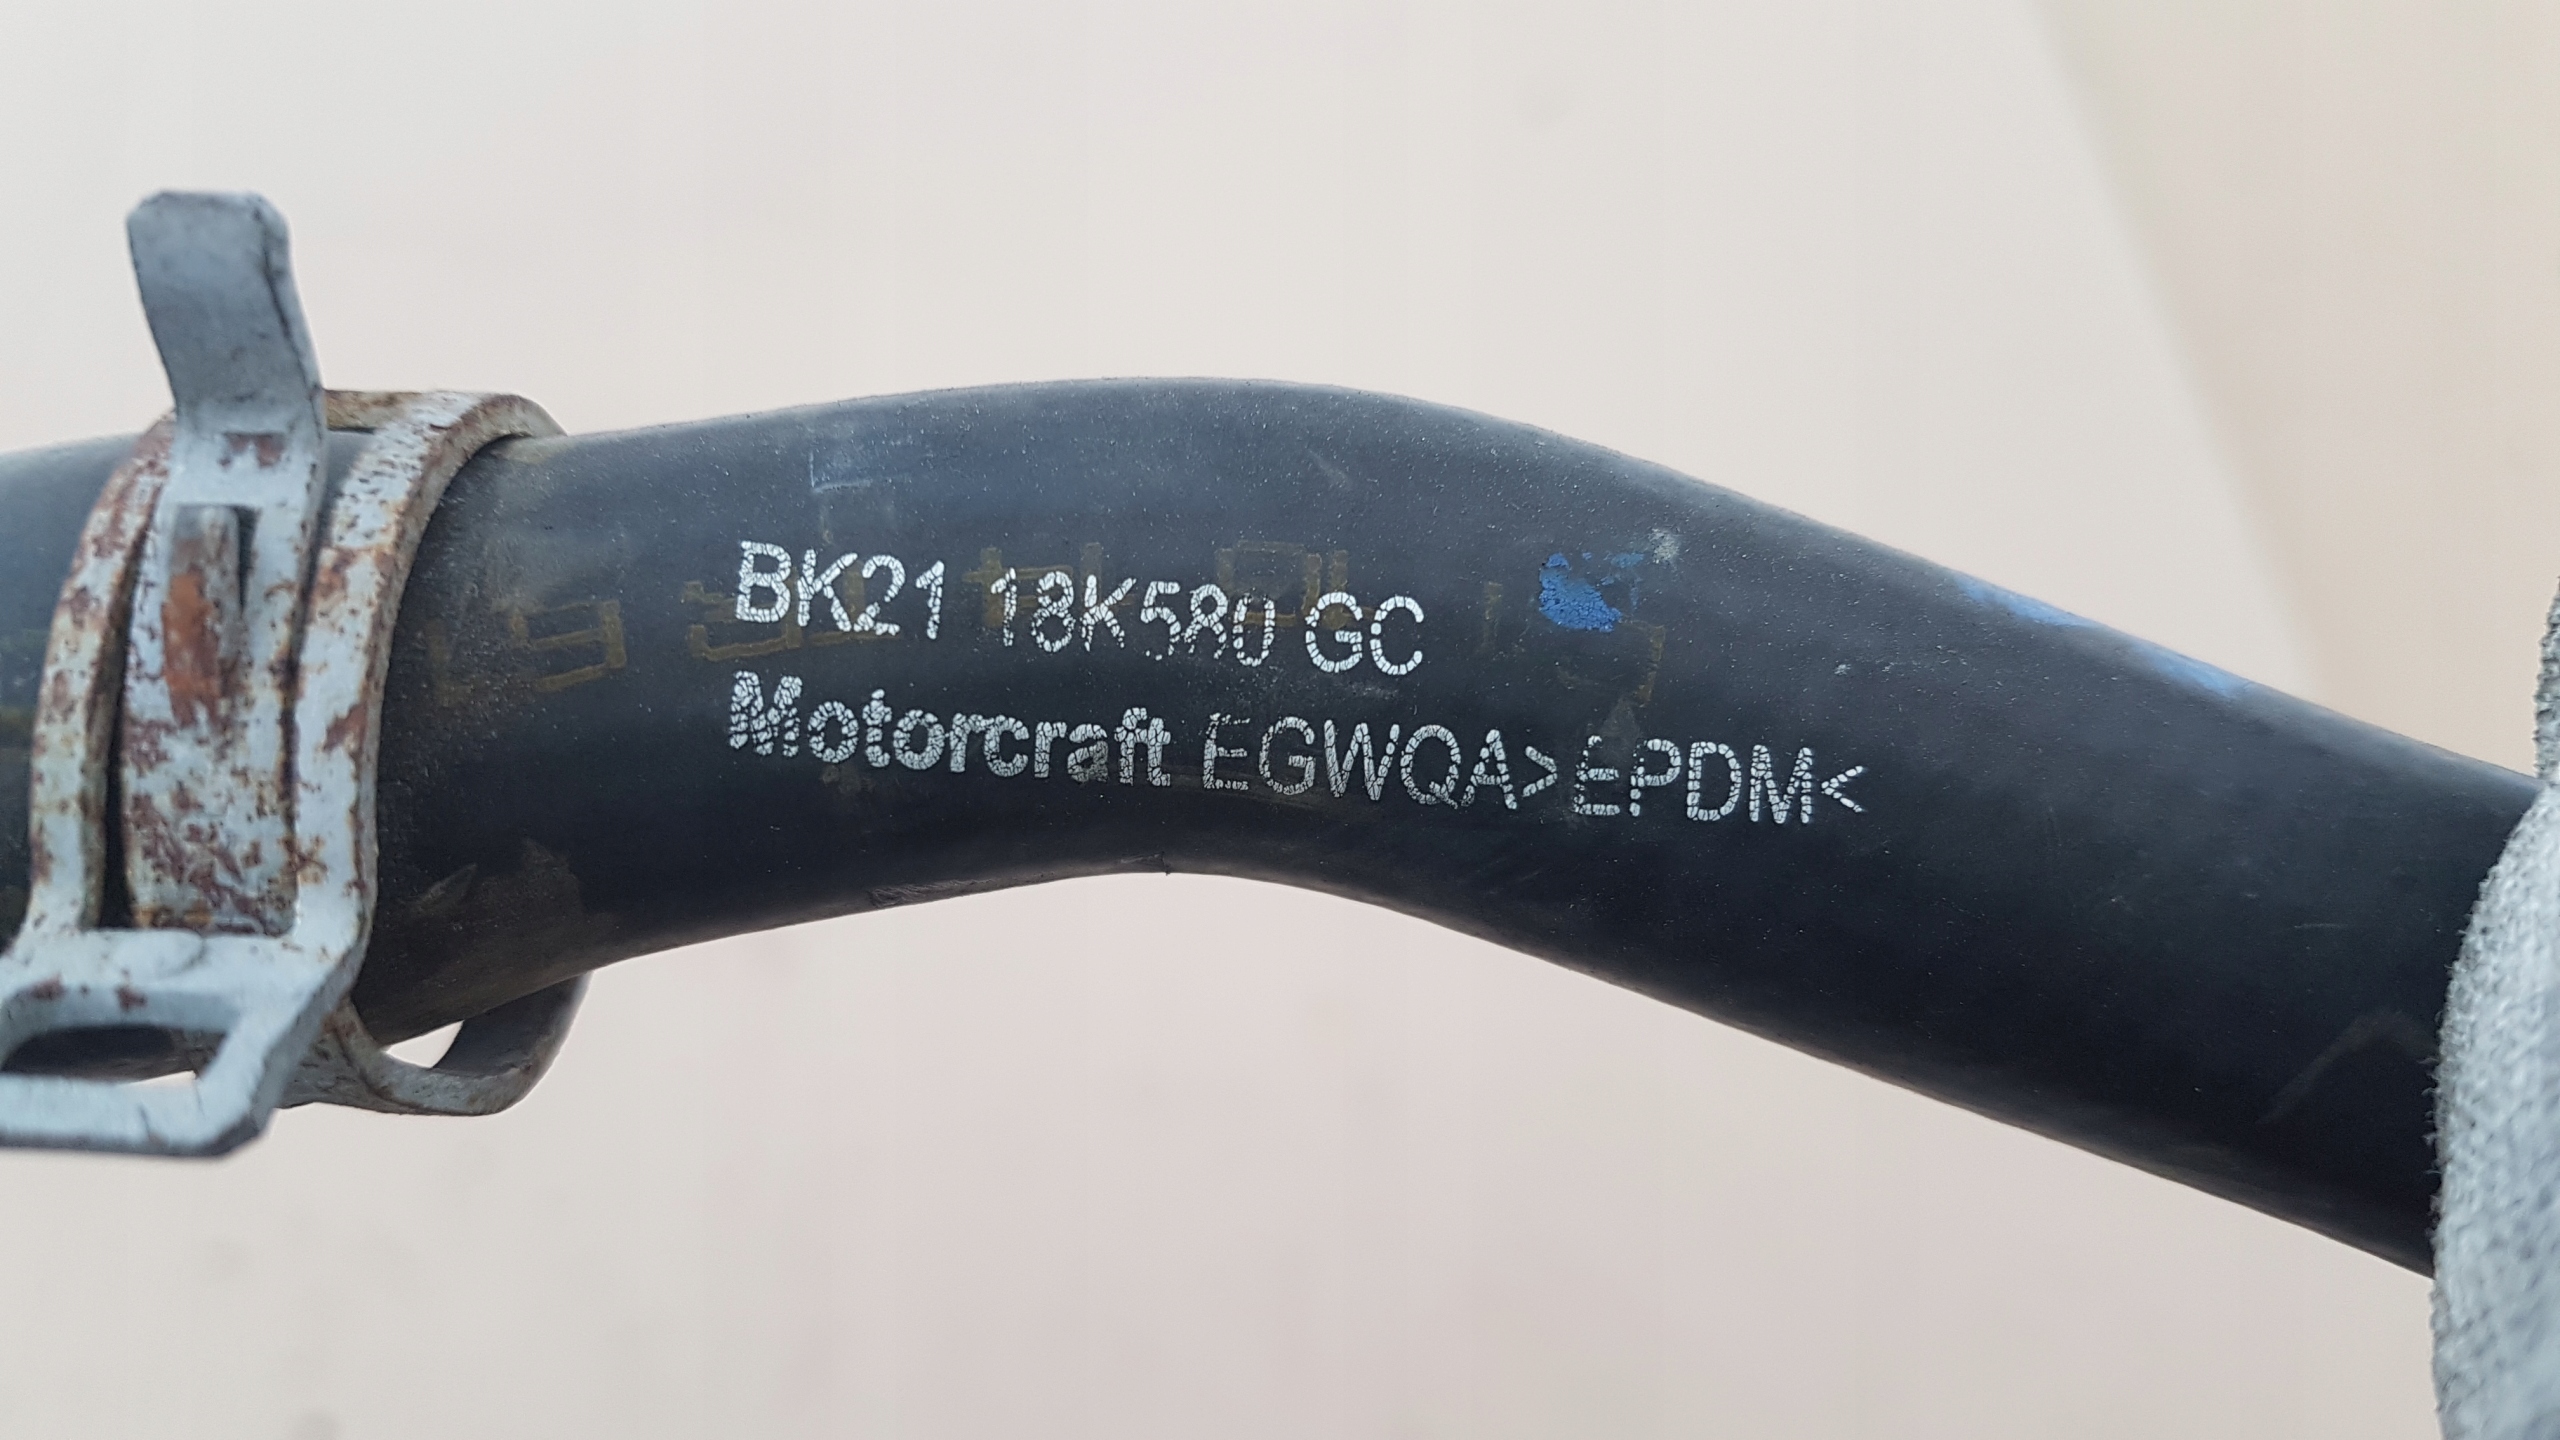 BK21 18K580 GC
Motorcraft EGWQA>EPDM<